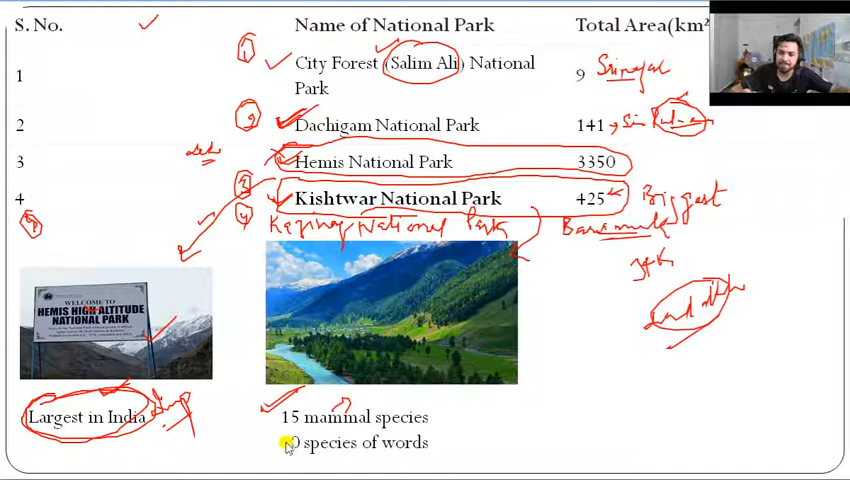 S. No. Name of National Park Total Area(km²
1 City Forest (Salim Ali) National Park 9 Srinagar
2 Dachigam National Park 141
3 Hemis National Park 3350
4 Kishtwar National Park 425 Biggest
National Park
J&K
WELCOME TO
HEMIS HIGH ALTITUDE
NATIONAL PARK
Largest in India
15 mammal species
0 species of words